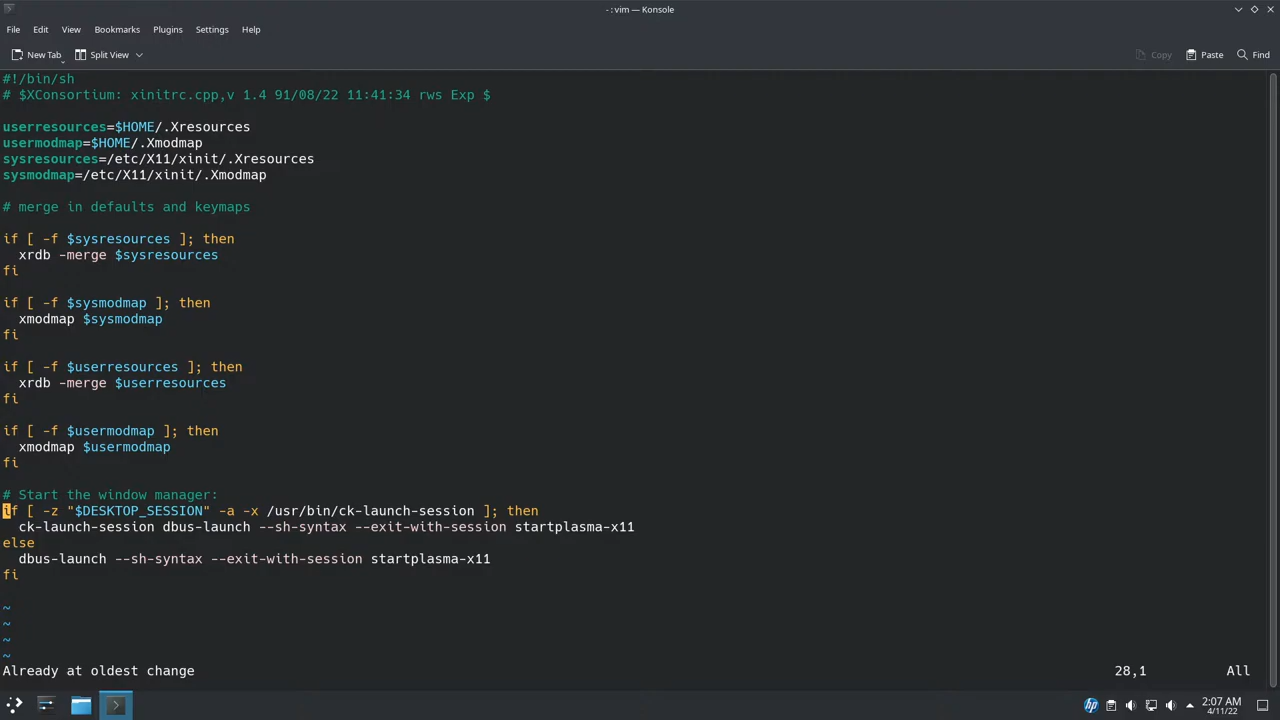 - : vim — Konsole
File Edit View Bookmarks Plugins Settings Help
New Tab Split View Copy Paste Find
#!/bin/sh
# $XConsortium: xinitrc.cpp,v 1.4 91/08/22 11:41:34 rws Exp $
userresources=$HOME/.Xresources
usermodmap=$HOME/.Xmodmap
sysresources=/etc/X11/xinit/.Xresources
sysmodmap=/etc/X11/xinit/.Xmodmap
# merge in defaults and keymaps
if [ -f $sysresources ]; then
  xrdb -merge $sysresources
fi
if [ -f $sysmodmap ]; then
  xmodmap $sysmodmap
fi
if [ -f $userresources ]; then
  xrdb -merge $userresources
fi
if [ -f $usermodmap ]; then
  xmodmap $usermodmap
fi
# Start the window manager:
if [ -z "$DESKTOP_SESSION" -a -x /usr/bin/ck-launch-session ]; then
  ck-launch-session dbus-launch --sh-syntax --exit-with-session startplasma-x11
else
  dbus-launch --sh-syntax --exit-with-session startplasma-x11
fi
~
~
~
~
Already at oldest change 28,1 All
hp 2:07 AM
4/11/22